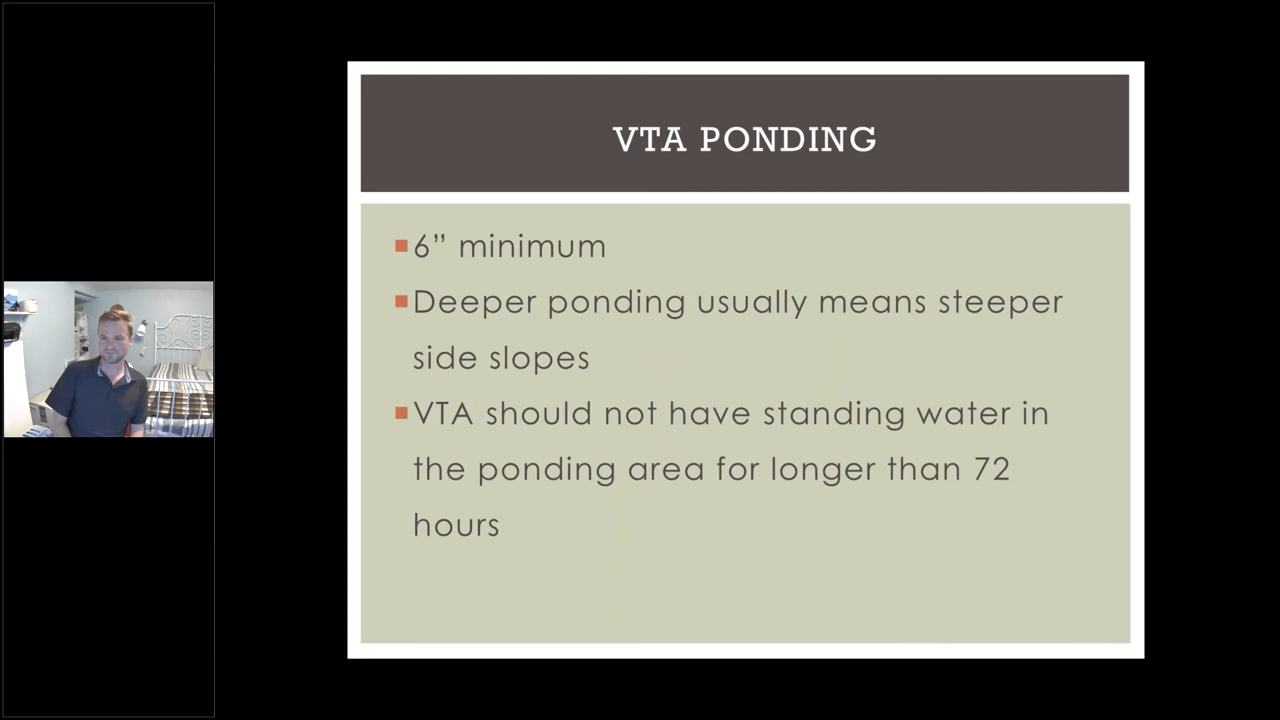 VTA PONDING
6” minimum
Deeper ponding usually means steeper
side slopes
VTA should not have standing water in
the ponding area for longer than 72
hours